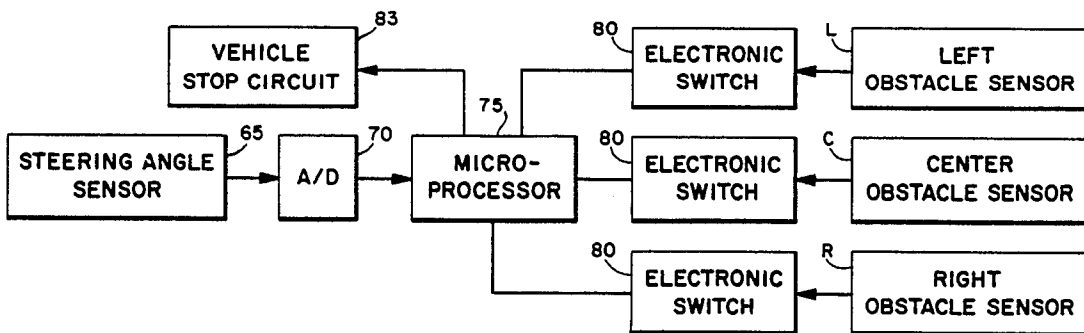 83
VEHICLE
STOP CIRCUIT
80
ELECTRONIC
SWITCH
L
LEFT
OBSTACLE SENSOR
65
STEERING ANGLE
SENSOR
70
A/D
75
MICRO-
PROCESSOR
80
ELECTRONIC
SWITCH
C
CENTER
OBSTACLE SENSOR
80
ELECTRONIC
SWITCH
R
RIGHT
OBSTACLE SENSOR